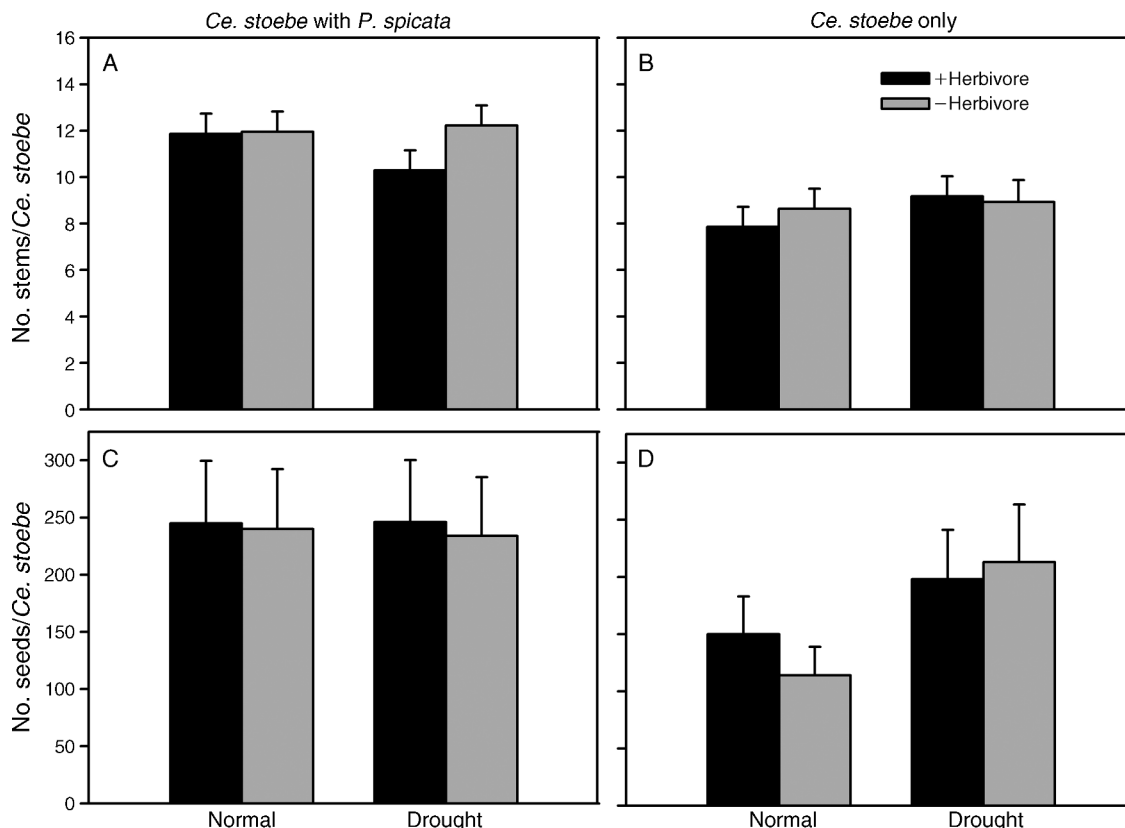 Ce. stoebe with P. spicata
Ce. stoebe only
A
B
+Herbivore
−Herbivore
No. stems/Ce. stoebe
16
14
12
10
8
6
4
2
0
C
D
No. seeds/Ce. stoebe
300
250
200
150
100
50
0
Normal
Drought
Normal
Drought